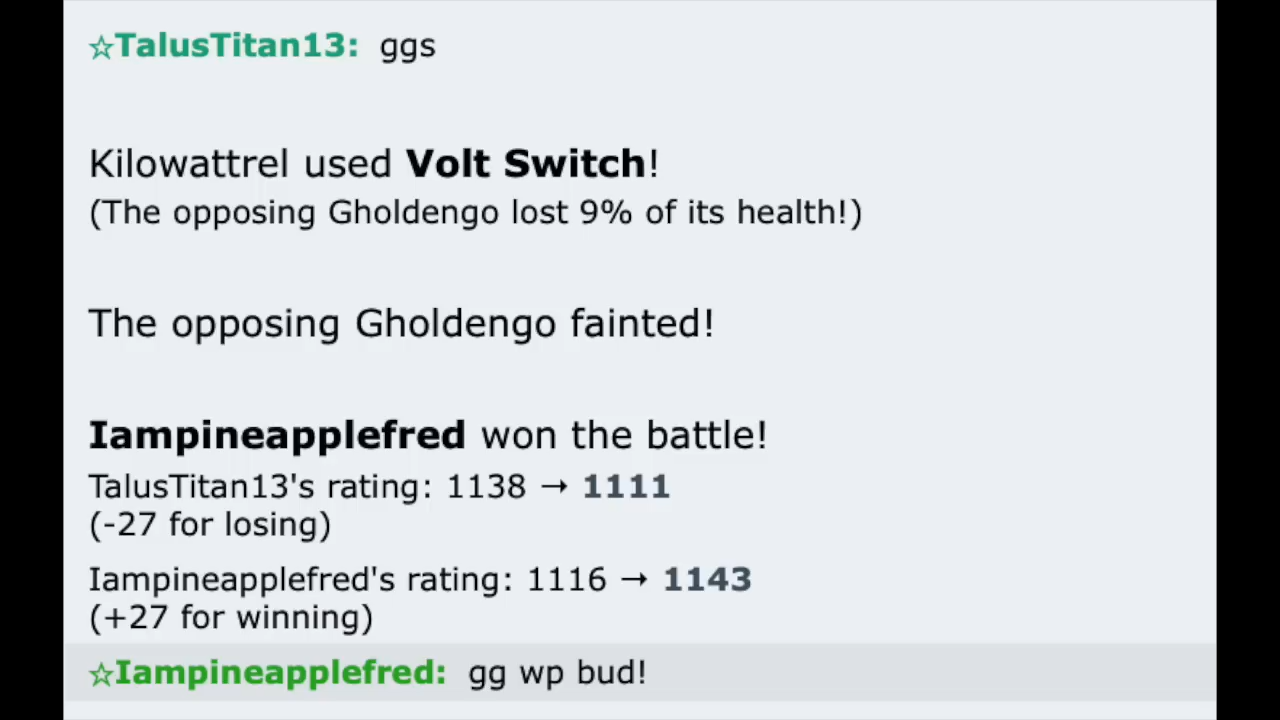 ☆TalusTitan13: ggs
Kilowattrel used Volt Switch!
(The opposing Gholdengo lost 9% of its health!)
The opposing Gholdengo fainted!
Iampineapplefred won the battle!
TalusTitan13's rating: 1138 → 1111
(-27 for losing)
Iampineapplefred's rating: 1116 → 1143
(+27 for winning)
☆Iampineapplefred: gg wp bud!